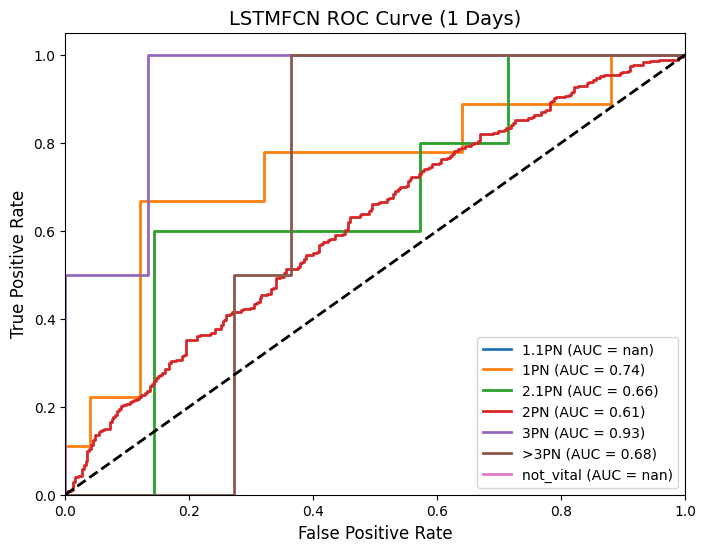 LSTMFCN ROC Curve (1 Days)
True Positive Rate
1.0
0.8
0.6
0.4
0.2
0.0
1.1PN (AUC = nan)
1PN (AUC = 0.74)
2.1PN (AUC = 0.66)
2PN (AUC = 0.61)
3PN (AUC = 0.93)
>3PN (AUC = 0.68)
not_vital (AUC = nan)
0.0 0.2 0.4 0.6 0.8 1.0
False Positive Rate